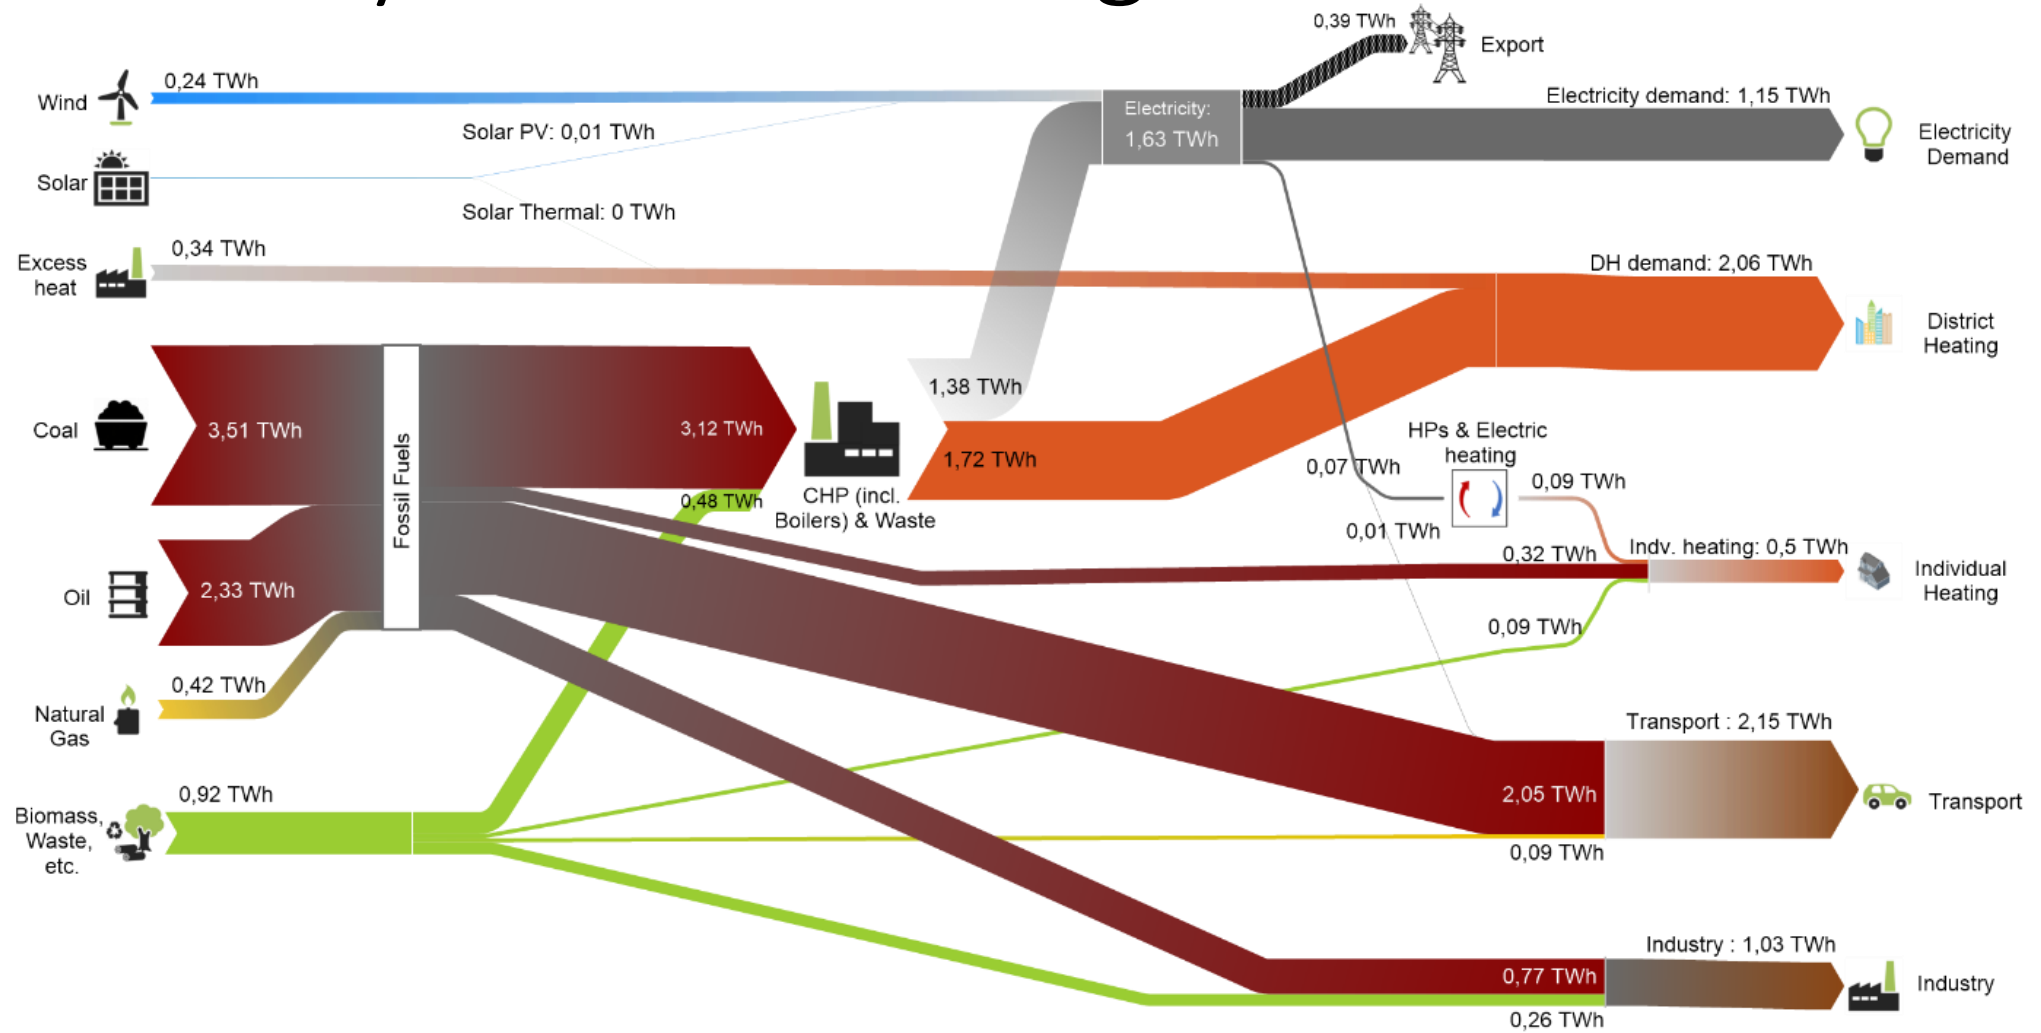 0,39 TWh
Export
0,24 TWh
Wind
Electricity:
1,63 TWh
Electricity demand: 1,15 TWh
Electricity
Demand
Solar PV: 0,01 TWh
Solar
Solar Thermal: 0 TWh
0,34 TWh
Excess
heat
DH demand: 2,06 TWh
District
Heating
Coal
3,51 TWh
Fossil Fuels
3,12 TWh
1,38 TWh
1,72 TWh
0,48 TWh
CHP (incl.
Boilers) & Waste
HPs & Electric
heating
0,07 TWh
0,09 TWh
0,01 TWh
0,32 TWh
Indv. heating: 0,5 TWh
Individual
Heating
Oil
2,33 TWh
0,09 TWh
0,42 TWh
Natural
Gas
Transport : 2,15 TWh
2,05 TWh
Transport
0,92 TWh
Biomass,
Waste,
etc.
0,09 TWh
Industry : 1,03 TWh
0,77 TWh
Industry
0,26 TWh